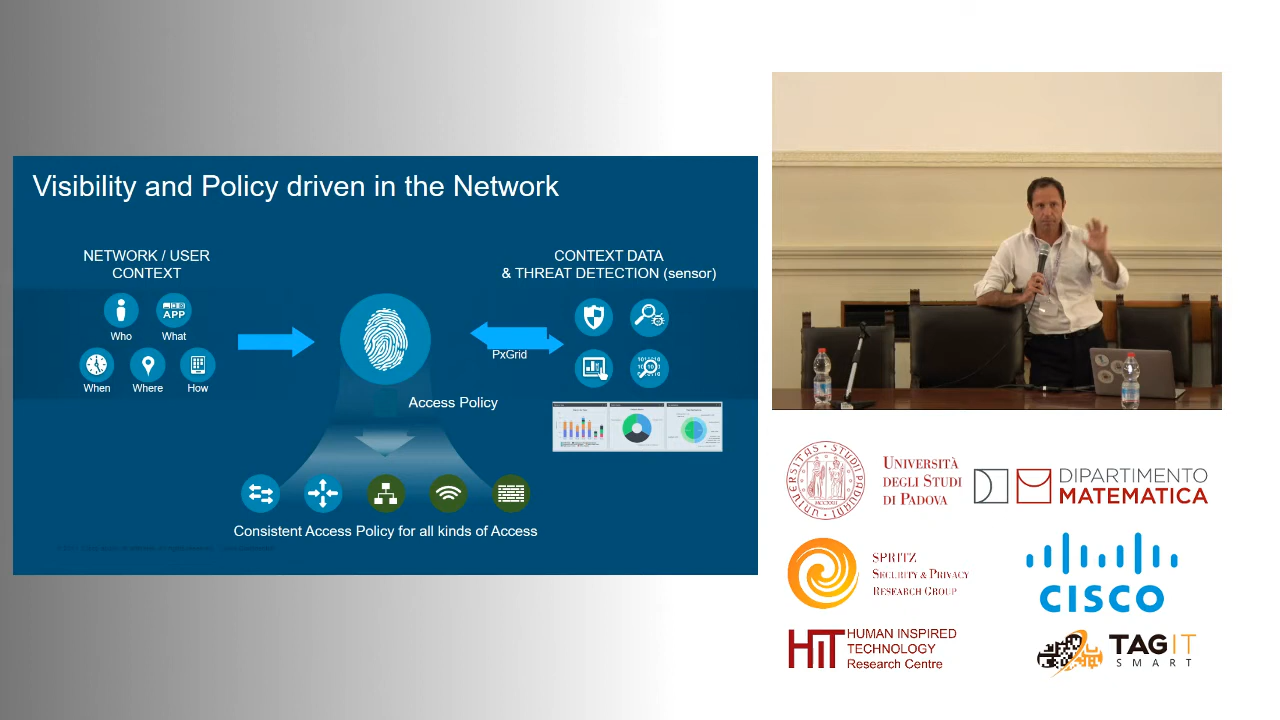 Visibility and Policy driven in the Network
NETWORK / USER
CONTEXT
Who
What
APP
When
Where
How
PxGrid
Access Policy
CONTEXT DATA
& THREAT DETECTION (sensor)
Consistent Access Policy for all kinds of Access
UNIVERSITÀ
DEGLI STUDI
DI PADOVA
DIPARTIMENTO
MATEMATICA
SPRITZ
SECURITY & PRIVACY
RESEARCH GROUP
CISCO
HIT
HUMAN INSPIRED
TECHNOLOGY
Research Centre
TAGIT
SMART